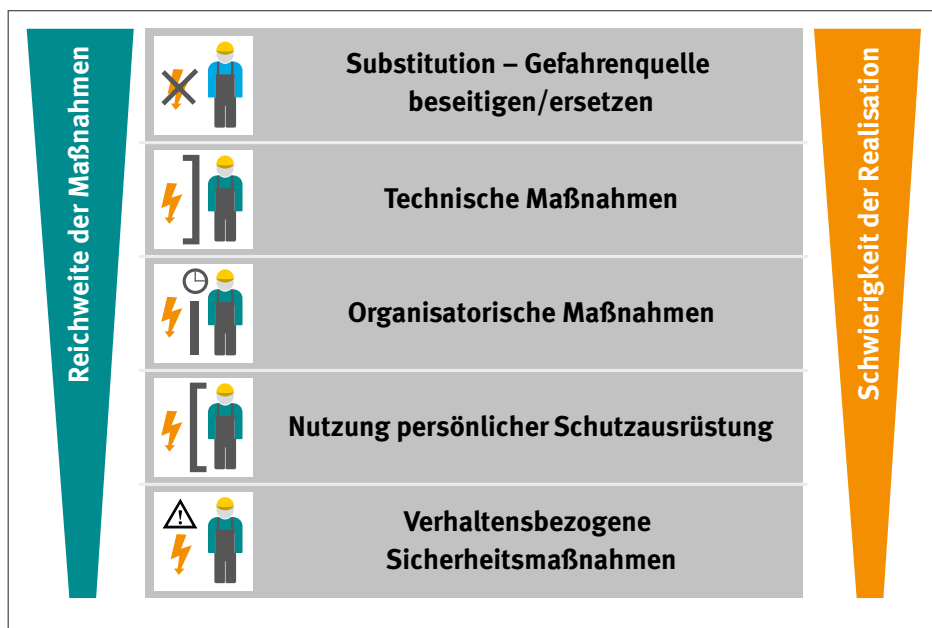 Reichweite der Maßnahmen
Substitution – Gefahrenquelle
beseitigen/ersetzen
Technische Maßnahmen
Organisatorische Maßnahmen
Nutzung persönlicher Schutzausrüstung
Verhaltensbezogene
Sicherheitsmaßnahmen
Schwierigkeit der Realisation